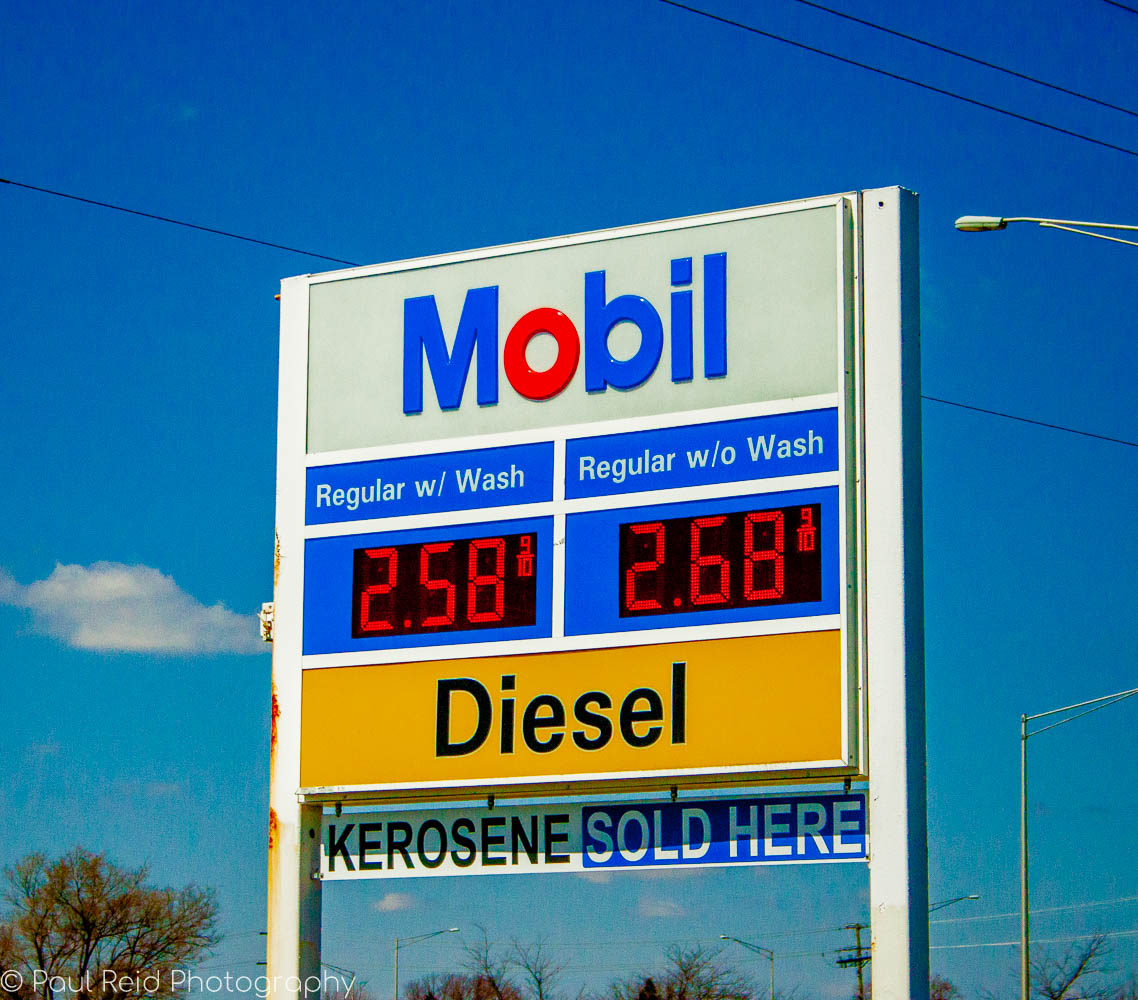 Mobil
Regular w/ Wash
Regular w/o Wash
2.58 9/10
2.68 9/10
Diesel
KEROSENE SOLD HERE
© Paul Reid Photography